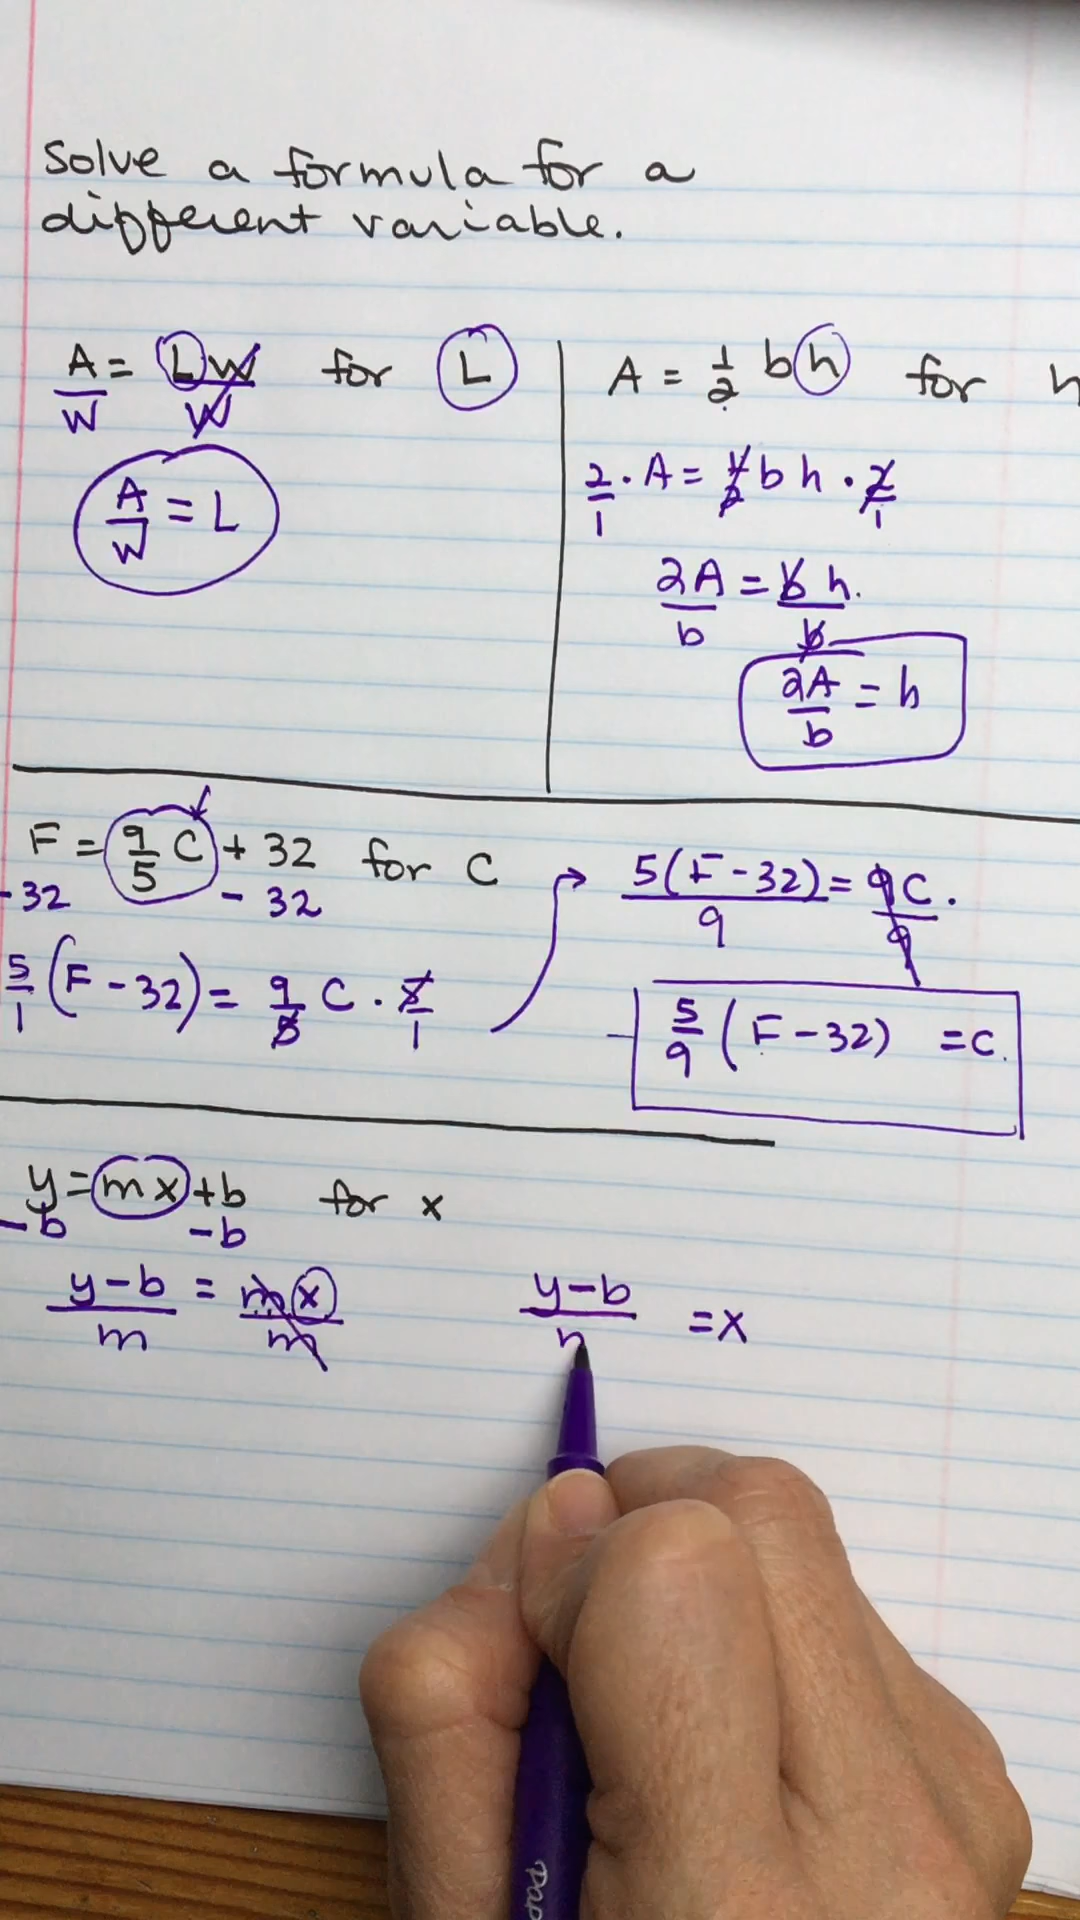 Solve a formula for a
different variable.
A = LW for L
W W
A/W = L
A = 1/2 bh for h
2/1 · A = 1/2 b h · 2/1
2A = b h.
b b
2A/b = h
F = 9/5 C + 32 for C
-32 - 32
5/1 (F - 32) = 9/5 C · 5/1
5(F - 32) = 9C.
9 9
5/9 (F - 32) = C.
y = mx + b for x
- b - b
y - b = mx
m m
y - b = x
Pap